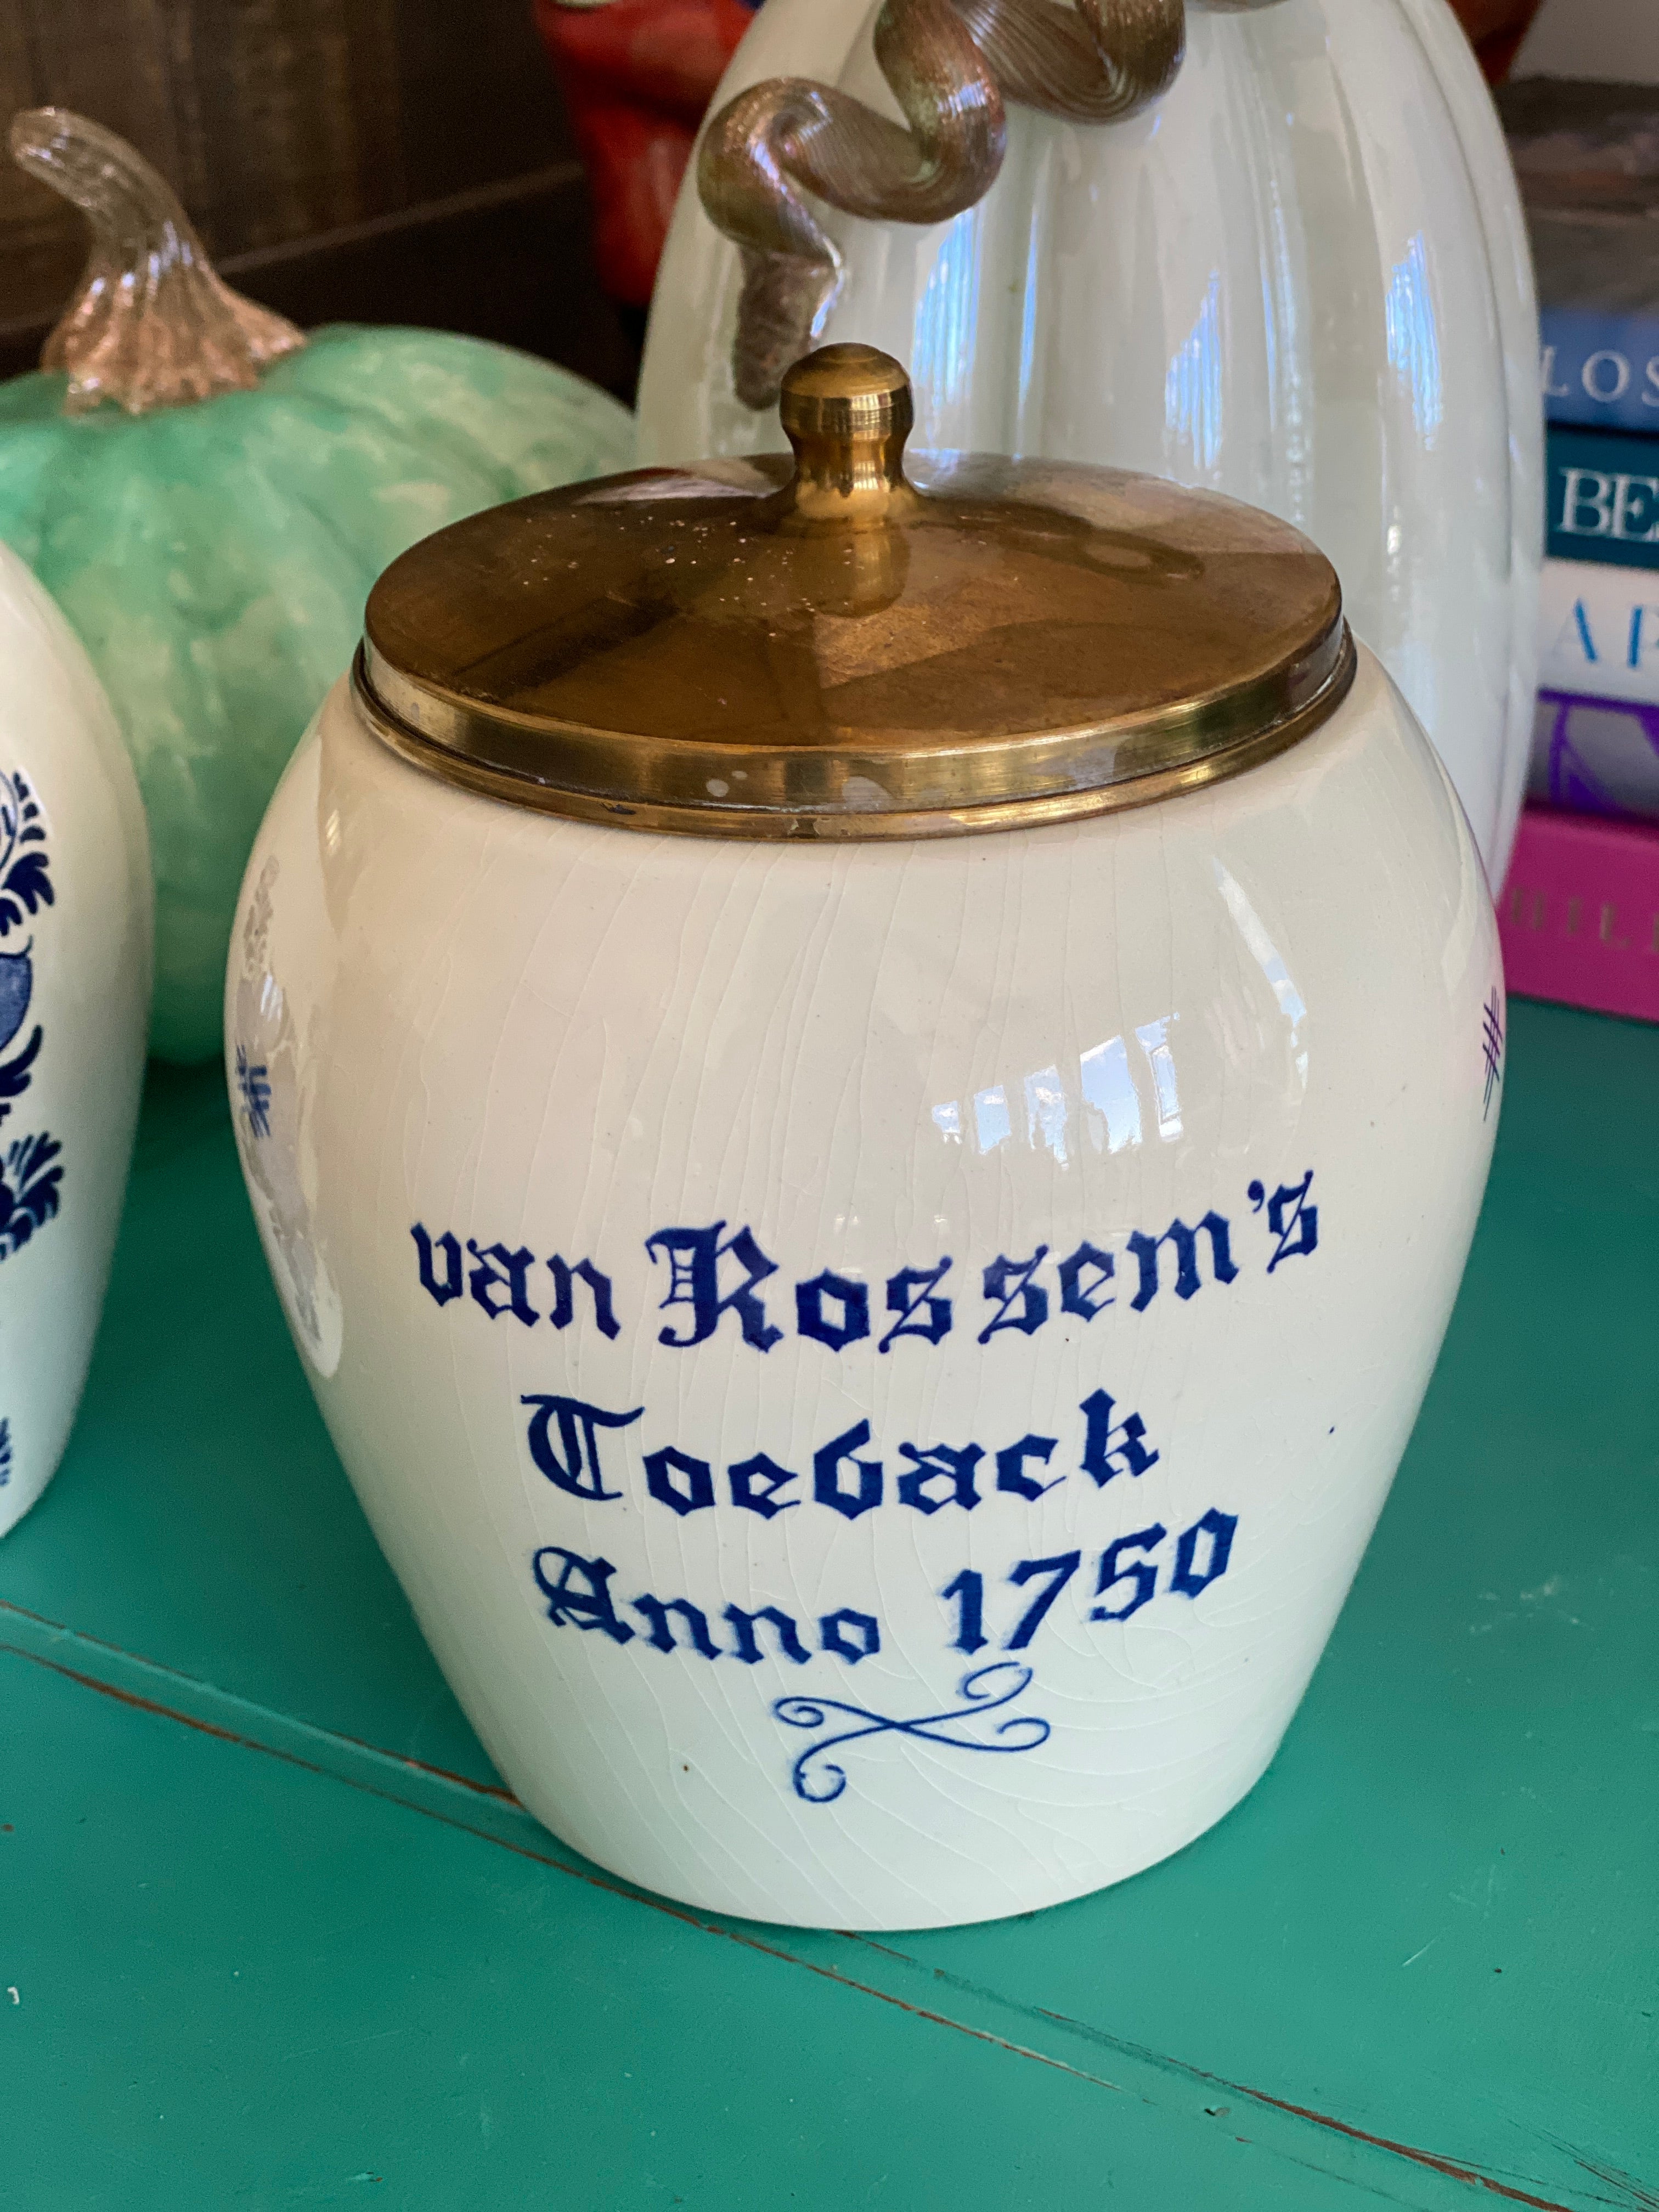 van Rossem's
Toeback
Anno 1750